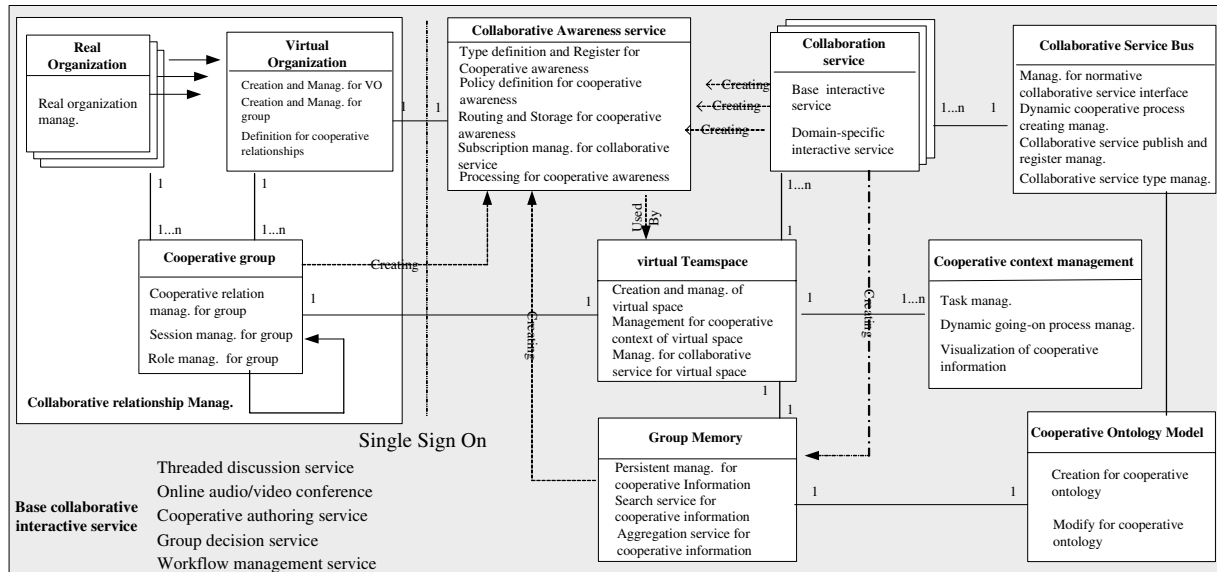 Real
Organization
Real organization
manag.
Virtual
Organization
Creation and Manag. for VO
Creation and Manag. for
group
Definition for cooperative
relationships
1
1
1...n
1...n
Cooperative group
Cooperative relation
manag. for group
Session manag. for group
Role manag. for group
Collaborative relationship Manag.
1
1
Collaborative Awareness service
Type definition and Register for
Cooperative awareness
Policy definition for cooperative
awareness
Routing and Storage for cooperative
awareness
Subscription manag. for collaborative
service
Processing for cooperative awareness
Creating
Creating
Creating
Collaboration
service
Base interactive
service
Domain-specific
interactive service
1...n
1
Collaborative Service Bus
Manag. for normative
collaborative service interface
Dynamic cooperative process
creating manag.
Collaborative service publish and
register manag.
Collaborative service type manag.
1...n
1
Used
By
Creating
Creating
Creating
1
1
virtual Teamspace
Creation and manag. of
virtual space
Management for cooperative
context of virtual space
Manag. for collaborative
service for virtual space
1
1...n
Cooperative context management
Task manag.
Dynamic going-on process manag.
Visualization of cooperative
information
1
1
Group Memory
Persistent manag. for
cooperative Information
Search service for
cooperative information
Aggregation service for
cooperative information
1
1
Cooperative Ontology Model
Creation for cooperative
ontology
Modify for cooperative
ontology
Single Sign On
Base collaborative
interactive service
Threaded discussion service
Online audio/video conference
Cooperative authoring service
Group decision service
Workflow management service